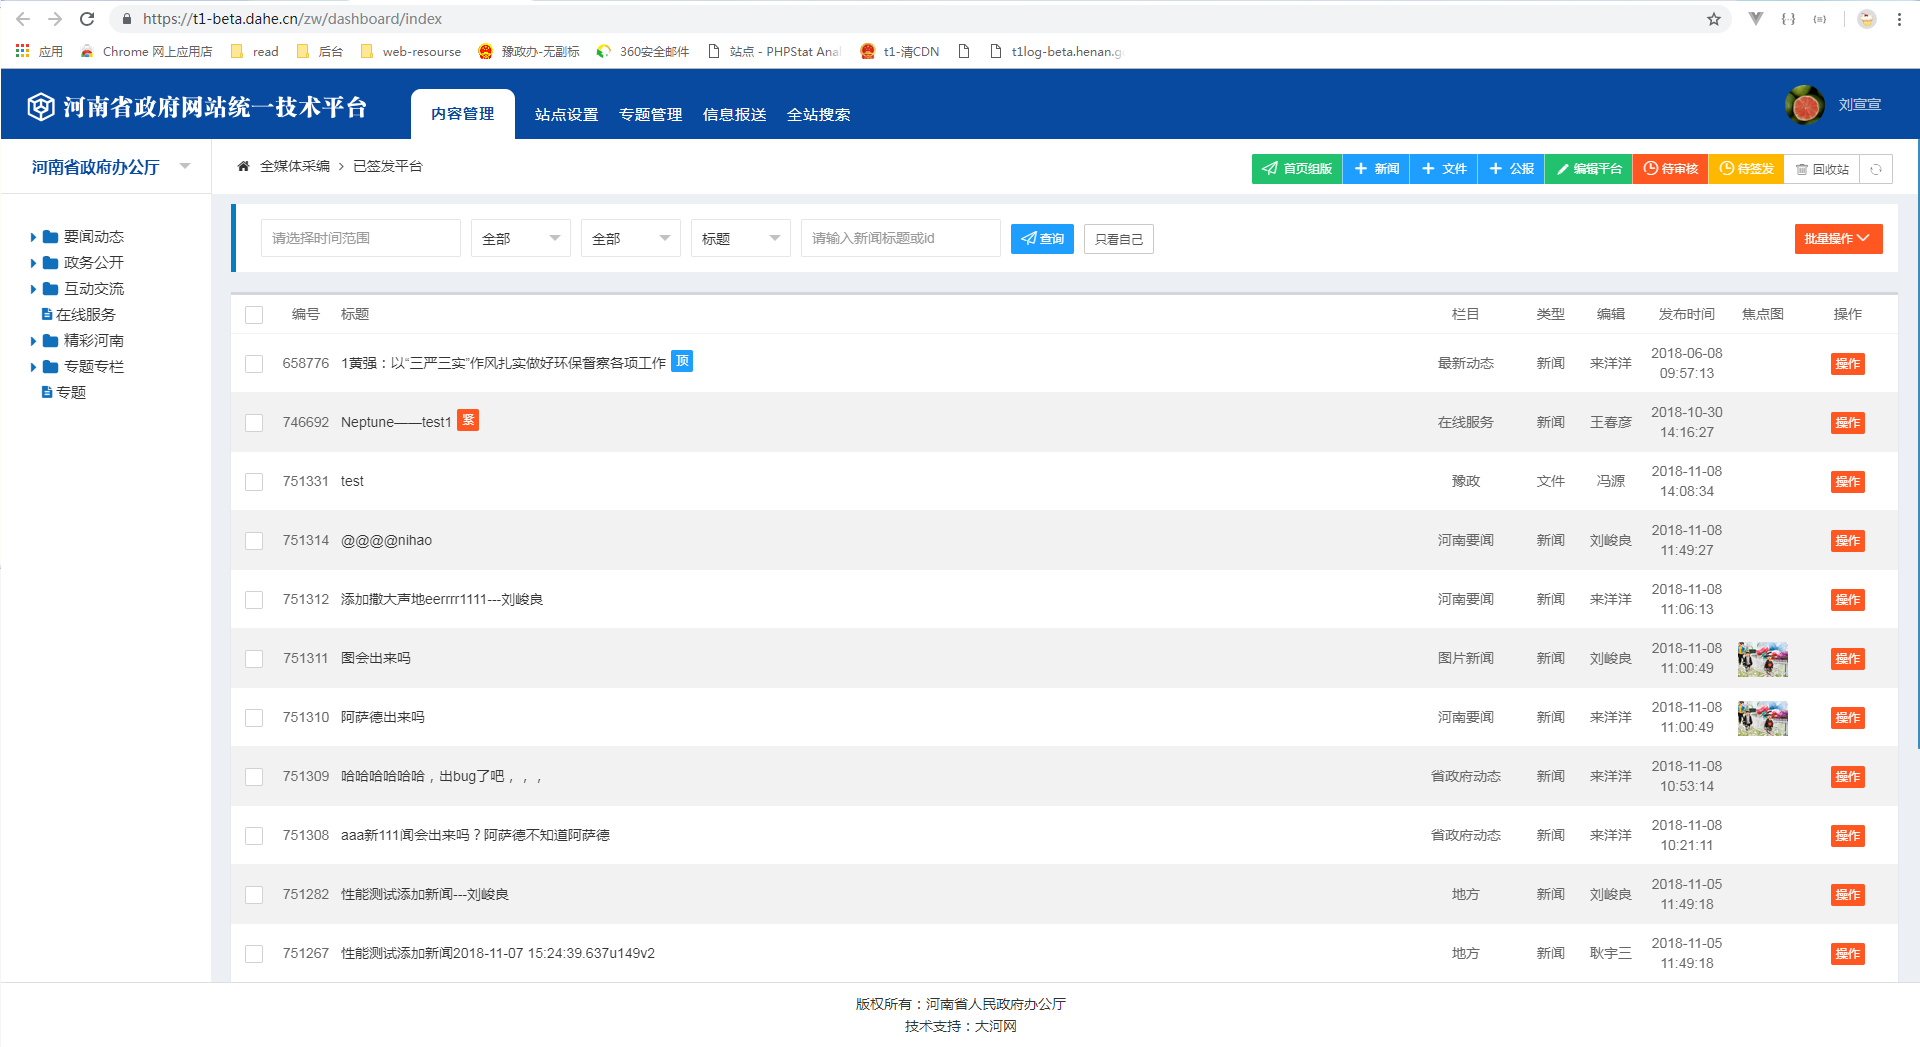 https://t1-beta.dahe.cn/zw/dashboard/index
应用 Chrome 网上应用店 read 后台 web-resourse 豫政办-无副标 360安全邮件 站点 - PHPStat Ana t1-清CDN t1log-beta.henan.g
河南省政府网站统一技术平台 内容管理 站点设置 专题管理 信息报送 全站搜索 刘宣宣
河南省政府办公厅 全媒体采编 > 已签发平台 首页组版 + 新闻 + 文件 + 公报 编辑平台 待审核 待签发 回收站
要闻动态
政务公开
互动交流
在线服务
精彩河南
专题专栏
专题
请选择时间范围 全部 全部 标题 请输入新闻标题或id 查询 只看自己 批量操作
编号 标题 栏目 类型 编辑 发布时间 焦点图 操作
658776 1黄强：以“三严三实”作风扎实做好环保督察各项工作 顶 最新动态 新闻 来洋洋 2018-06-08 09:57:13 操作
746692 Neptune——test1 紧 在线服务 新闻 王春彦 2018-10-30 14:16:27 操作
751331 test 豫政 文件 冯源 2018-11-08 14:08:34 操作
751314 @@@@nihao 河南要闻 新闻 刘峻良 2018-11-08 11:49:27 操作
751312 添加撒大声地eerrrr1111---刘峻良 河南要闻 新闻 来洋洋 2018-11-08 11:06:13 操作
751311 图会出来吗 图片新闻 新闻 刘峻良 2018-11-08 11:00:49 操作
751310 阿萨德出来吗 河南要闻 新闻 来洋洋 2018-11-08 11:00:49 操作
751309 哈哈哈哈哈哈，出bug了吧，，， 省政府动态 新闻 来洋洋 2018-11-08 10:53:14 操作
751308 aaa新111闻会出来吗？阿萨德不知道阿萨德 省政府动态 新闻 来洋洋 2018-11-08 10:21:11 操作
751282 性能测试添加新闻---刘峻良 地方 新闻 刘峻良 2018-11-05 11:49:18 操作
751267 性能测试添加新闻2018-11-07 15:24:39.637u149v2 地方 新闻 耿宇三 2018-11-05 11:49:18 操作
版权所有：河南省人民政府办公厅
技术支持：大河网